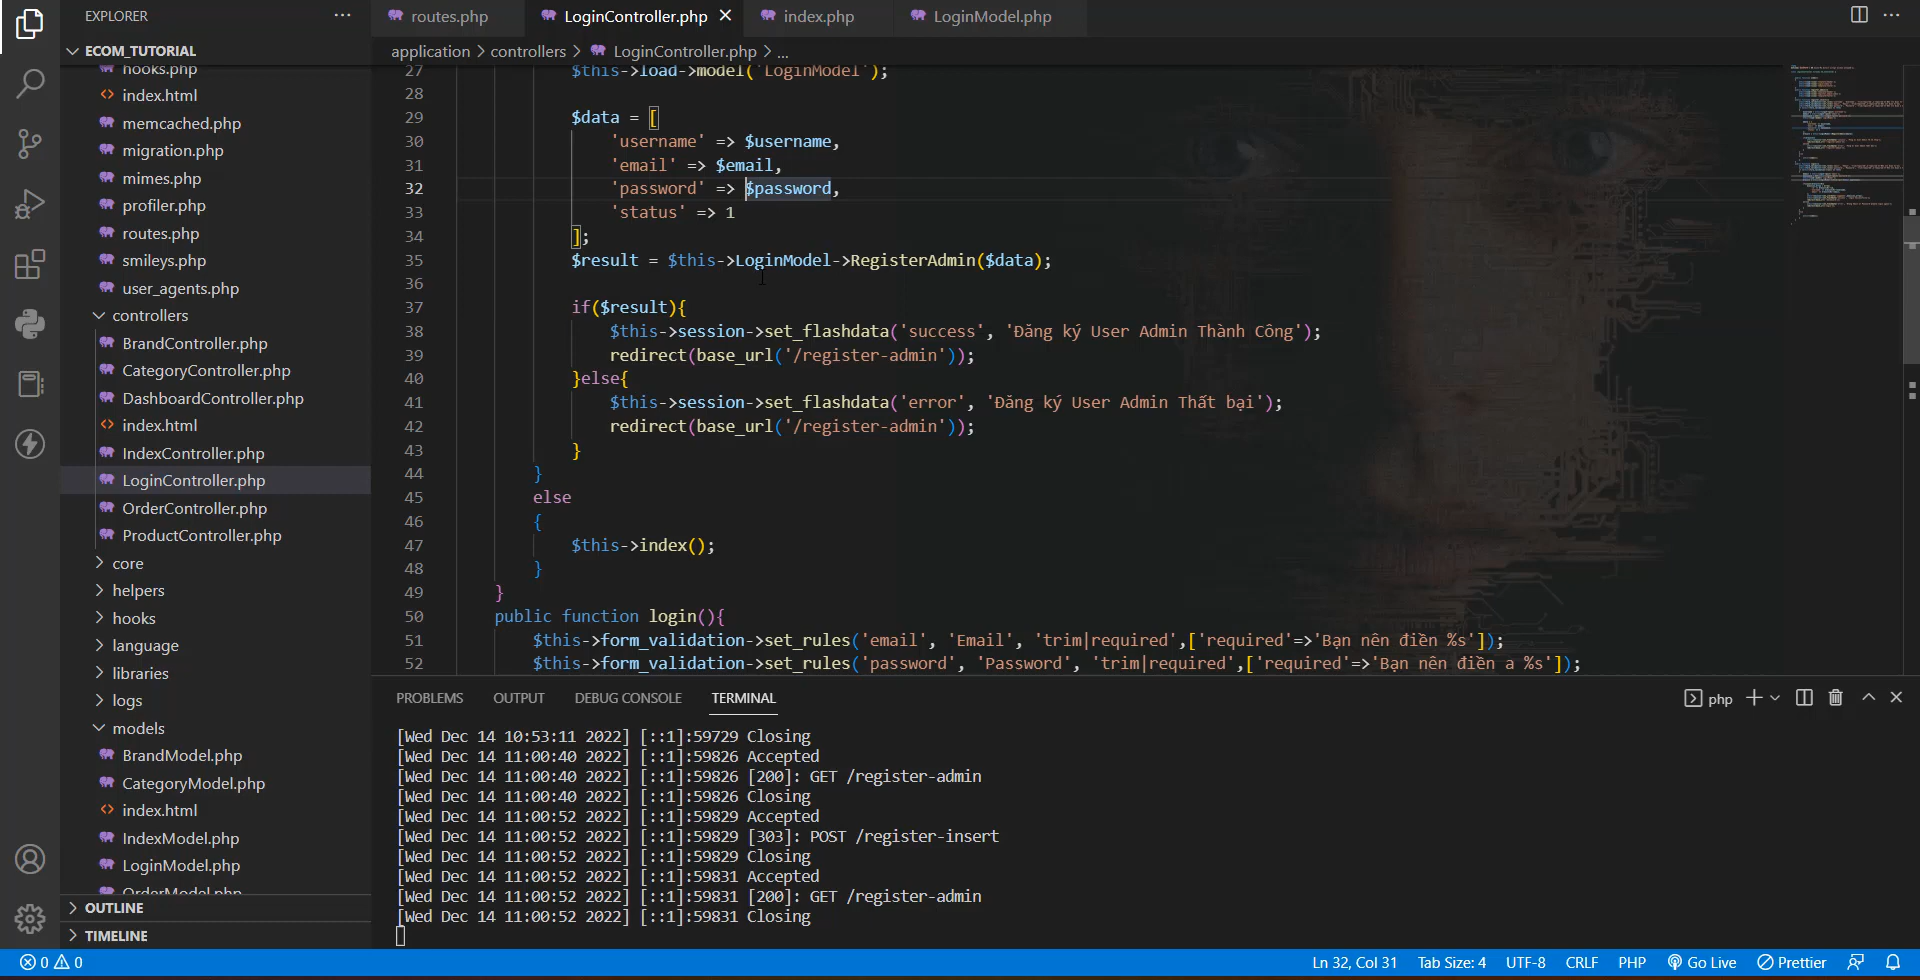 EXPLORER
ECOM_TUTORIAL
hooks.php
index.html
memcached.php
migration.php
mimes.php
profiler.php
routes.php
smileys.php
user_agents.php
controllers
BrandController.php
CategoryController.php
DashboardController.php
index.html
IndexController.php
LoginController.php
OrderController.php
ProductController.php
core
helpers
hooks
language
libraries
logs
models
BrandModel.php
CategoryModel.php
index.html
IndexModel.php
LoginModel.php
OrderModel.php
OUTLINE
TIMELINE
routes.php LoginController.php index.php LoginModel.php
application > controllers > LoginController.php > ...
27 $this->load->model('LoginModel');
28
29 $data = [
30 'username' => $username,
31 'email' => $email,
32 'password' => $password,
33 'status' => 1
34 ];
35 $result = $this->LoginModel->RegisterAdmin($data);
36
37 if($result){
38 $this->session->set_flashdata('success', 'Đăng ký User Admin Thành Công');
39 redirect(base_url('/register-admin'));
40 }else{
41 $this->session->set_flashdata('error', 'Đăng ký User Admin Thất bại');
42 redirect(base_url('/register-admin'));
43 }
44 }
45 else
46 {
47 $this->index();
48 }
49 }
50 public function login(){
51 $this->form_validation->set_rules('email', 'Email', 'trim|required',['required'=>'Bạn nên điền %s']);
52 $this->form_validation->set_rules('password', 'Password', 'trim|required',['required'=>'Bạn nên điền a %s']);
PROBLEMS OUTPUT DEBUG CONSOLE TERMINAL php
[Wed Dec 14 10:53:11 2022] [::1]:59729 Closing
[Wed Dec 14 11:00:40 2022] [::1]:59826 Accepted
[Wed Dec 14 11:00:40 2022] [::1]:59826 [200]: GET /register-admin
[Wed Dec 14 11:00:40 2022] [::1]:59826 Closing
[Wed Dec 14 11:00:52 2022] [::1]:59829 Accepted
[Wed Dec 14 11:00:52 2022] [::1]:59829 [303]: POST /register-insert
[Wed Dec 14 11:00:52 2022] [::1]:59829 Closing
[Wed Dec 14 11:00:52 2022] [::1]:59831 Accepted
[Wed Dec 14 11:00:52 2022] [::1]:59831 [200]: GET /register-admin
[Wed Dec 14 11:00:52 2022] [::1]:59831 Closing
0 0 Ln 32, Col 31 Tab Size: 4 UTF-8 CRLF PHP Go Live Prettier